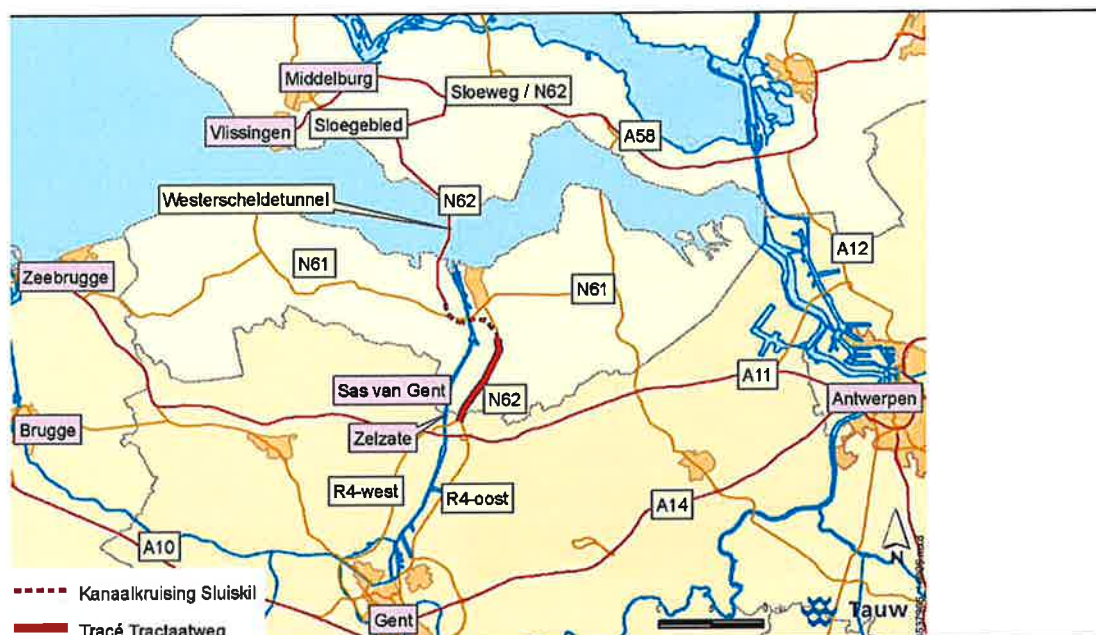 Middelburg
Sloeweg / N62
Vlissingen
Sloegebied
A58
Westerscheldetunnel
N62
A12
N61
Zeebrugge
N61
A11
Sas van Gent
N62
Antwerpen
Brugge
Zelzate
R4-west
R4-oost
A14
A10
N
Kanaalkruising Sluiskil
Tauw
Gent
Tracé Tractaatweg